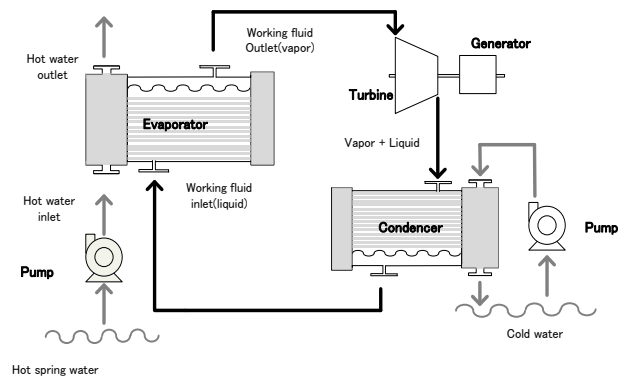 Working fluid
Outlet(vapor)
Generator
Hot water
outlet
Turbine
Evaporator
Vapor + Liquid
Working fluid
inlet(liquid)
Hot water
inlet
Condencer
Pump
Pump
Cold water
Hot spring water